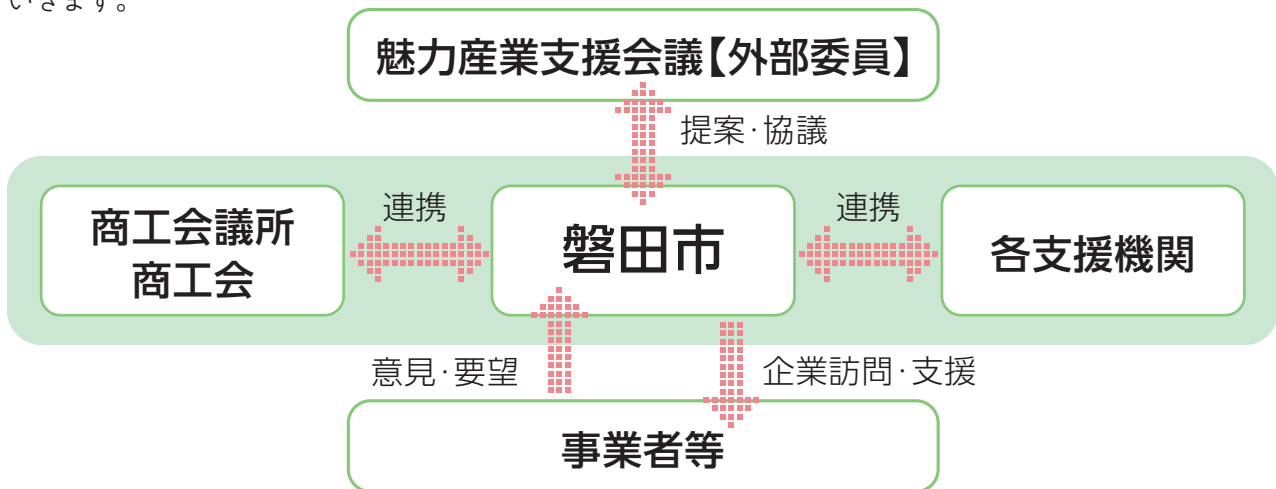 いきます。
魅力産業支援会議【外部委員】
提案・協議
商工会議所
商工会
連携
磐田市
連携
各支援機関
意見・要望
企業訪問・支援
事業者等